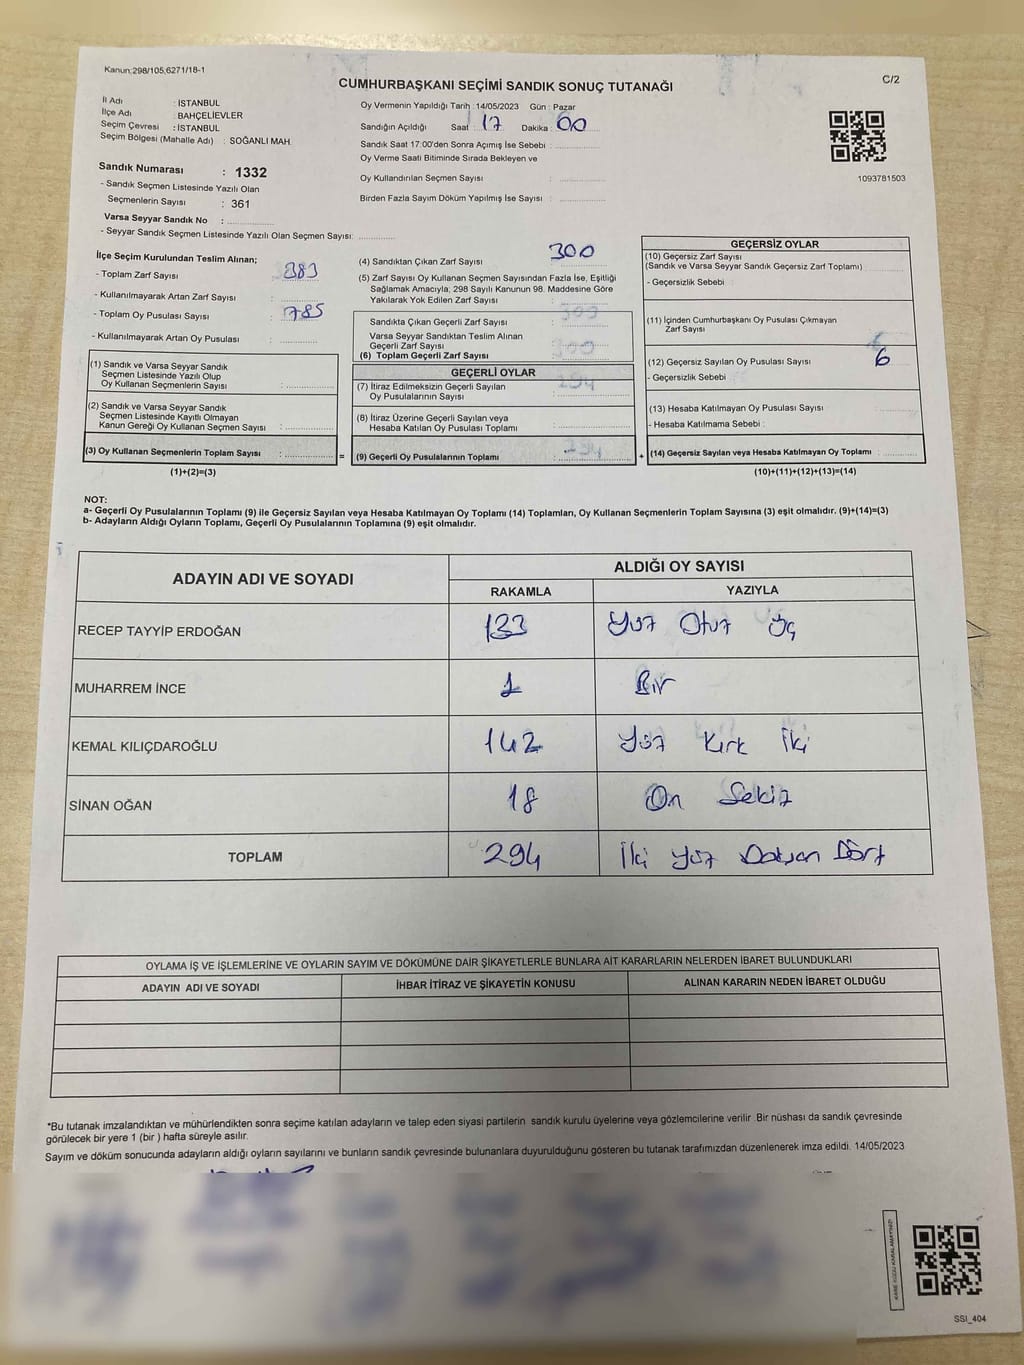 Kanun:298/105;6271/18-1
C/2
CUMHURBAŞKANI SEÇİMİ SANDIK SONUÇ TUTANAĞI
İl Adı : İSTANBUL
İlçe Adı : BAHÇELİEVLER
Seçim Çevresi : İSTANBUL
Seçim Bölgesi (Mahalle Adı) : SOĞANLI MAH.
Oy Vermenin Yapıldığı Tarih : 14/05/2023 Gün : Pazar
Sandığın Açıldığı Saat 17 Dakika : 00
Sandık Saat 17:00'den Sonra Açımış İse Sebebi :
Oy Verme Saati Bitiminde Sırada Bekleyen ve
Oy Kullandırılan Seçmen Sayısı :
Birden Fazla Sayım Döküm Yapılmış İse Sayısı :
1093781503
Sandık Numarası : 1332
- Sandık Seçmen Listesinde Yazılı Olan
Seçmenlerin Sayısı : 361
Varsa Seyyar Sandık No :
- Seyyar Sandık Seçmen Listesinde Yazılı Olan Seçmen Sayısı:
İlçe Seçim Kurulundan Teslim Alınan;
- Toplam Zarf Sayısı : 383
- Kullanılmayarak Artan Zarf Sayısı :
- Toplam Oy Pusulası Sayısı : 785
- Kullanılmayarak Artan Oy Pusulası :
(1) Sandık ve Varsa Seyyar Sandık
Seçmen Listesinde Yazılı Olup
Oy Kullanan Seçmenlerin Sayısı :
(2) Sandık ve Varsa Seyyar Sandık
Seçmen Listesinde Kayıtlı Olmayan
Kanun Gereği Oy Kullanan Seçmen Sayısı :
(3) Oy Kullanan Seçmenlerin Toplam Sayısı : =
(1)+(2)=(3)
(4) Sandıktan Çıkan Zarf Sayısı : 300
(5) Zarf Sayısı Oy Kullanan Seçmen Sayısından Fazla İse, Eşitliği
Sağlamak Amacıyla; 298 Sayılı Kanunun 98. Maddesine Göre
Yakılarak Yok Edilen Zarf Sayısı :
Sandıkta Çıkan Geçerli Zarf Sayısı : 300
Varsa Seyyar Sandıktan Teslim Alınan
Geçerli Zarf Sayısı :
(6) Toplam Geçerli Zarf Sayısı : 300
GEÇERLİ OYLAR
(7) İtiraz Edilmeksizin Geçerli Sayılan
Oy Pusulalarının Sayısı : 294
(8) İtiraz Üzerine Geçerli Sayılan veya
Hesaba Katılan Oy Pusulası Toplamı :
(9) Geçerli Oy Pusulalarının Toplamı : 294 +
GEÇERSİZ OYLAR
(10) Geçersiz Zarf Sayısı
(Sandık ve Varsa Seyyar Sandık Geçersiz Zarf Toplamı) :
- Geçersizlik Sebebi :
(11) İçinden Cumhurbaşkanı Oy Pusulası Çıkmayan
Zarf Sayısı
(12) Geçersiz Sayılan Oy Pusulası Sayısı : 6
- Geçersizlik Sebebi :
(13) Hesaba Katılmayan Oy Pusulası Sayısı :
- Hesaba Katılmama Sebebi :
(14) Geçersiz Sayılan veya Hesaba Katılmayan Oy Toplamı :
(10)+(11)+(12)+(13)=(14)
NOT:
a- Geçerli Oy Pusulalarının Toplamı (9) ile Geçersiz Sayılan veya Hesaba Katılmayan Oy Toplamı (14) Toplamları, Oy Kullanan Seçmenlerin Toplam Sayısına (3) eşit olmalıdır. (9)+(14)=(3)
b- Adayların Aldığı Oyların Toplamı, Geçerli Oy Pusulalarının Toplamına (9) eşit olmalıdır.
ADAYIN ADI VE SOYADI
ALDIĞI OY SAYISI
RAKAMLA YAZIYLA
RECEP TAYYİP ERDOĞAN 133 Yüz Otuz Üç
MUHARREM İNCE 1 Bir
KEMAL KILIÇDAROĞLU 142 Yüz Kırk İki
SİNAN OĞAN 18 On Sekiz
TOPLAM 294 İki Yüz Doksan Dört
OYLAMA İŞ VE İŞLEMLERİNE VE OYLARIN SAYIM VE DÖKÜMÜNE DAİR ŞİKAYETLERLE BUNLARA AİT KARARLARIN NELERDEN İBARET BULUNDUKLARI
ADAYIN ADI VE SOYADI İHBAR İTİRAZ VE ŞİKAYETİN KONUSU ALINAN KARARIN NEDEN İBARET OLDUĞU
*Bu tutanak imzalandıktan ve mühürlendikten sonra seçime katılan adayların ve talep eden siyasi partilerin sandık kurulu üyelerine veya gözlemcilerine verilir. Bir nüshası da sandık çevresinde
görülecek bir yere 1 (bir ) hafta süreyle asılır.
Sayım ve döküm sonucunda adayların aldığı oyların sayılarını ve bunların sandık çevresinde bulunanlara duyurulduğunu gösteren bu tutanak tarafımızdan düzenlenerek imza edildi. 14/05/2023
KARE KODU KARALAMAYINIZ!
SSI_404